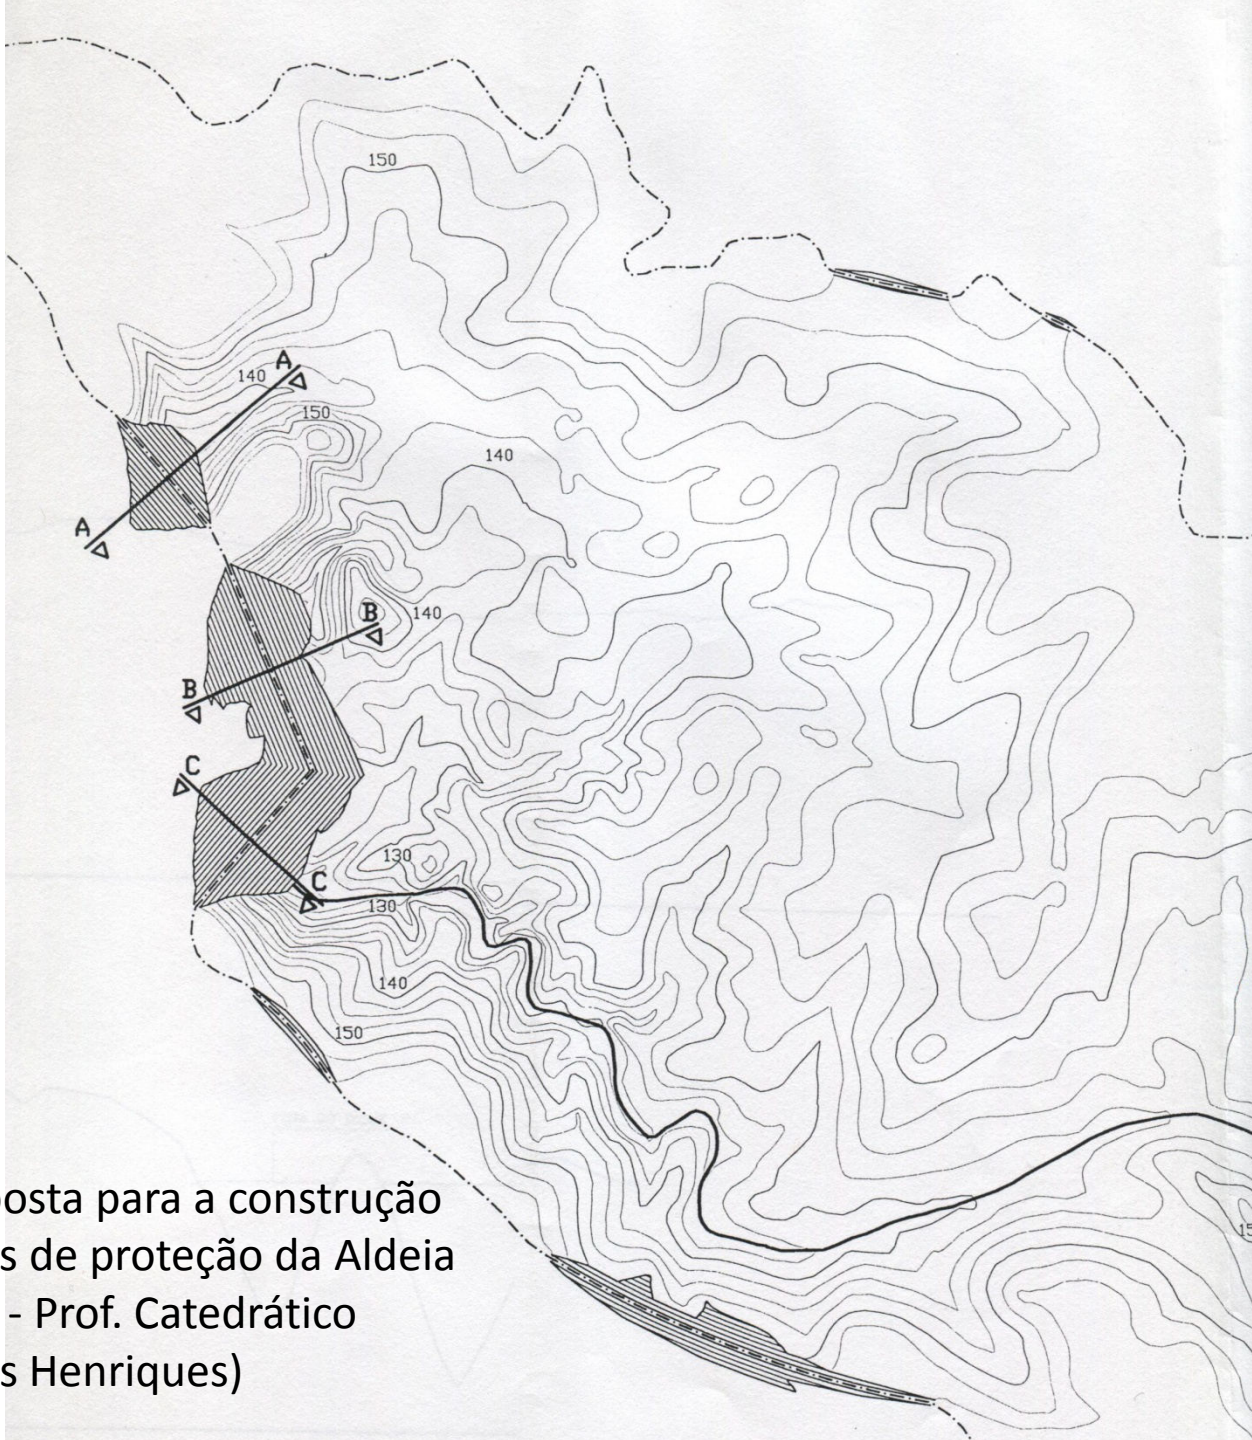 150
A
140
150
A
140
B
140
B
C
130
C
130
140
150
osta para a construção
s de proteção da Aldeia
- Prof. Catedrático
s Henriques)